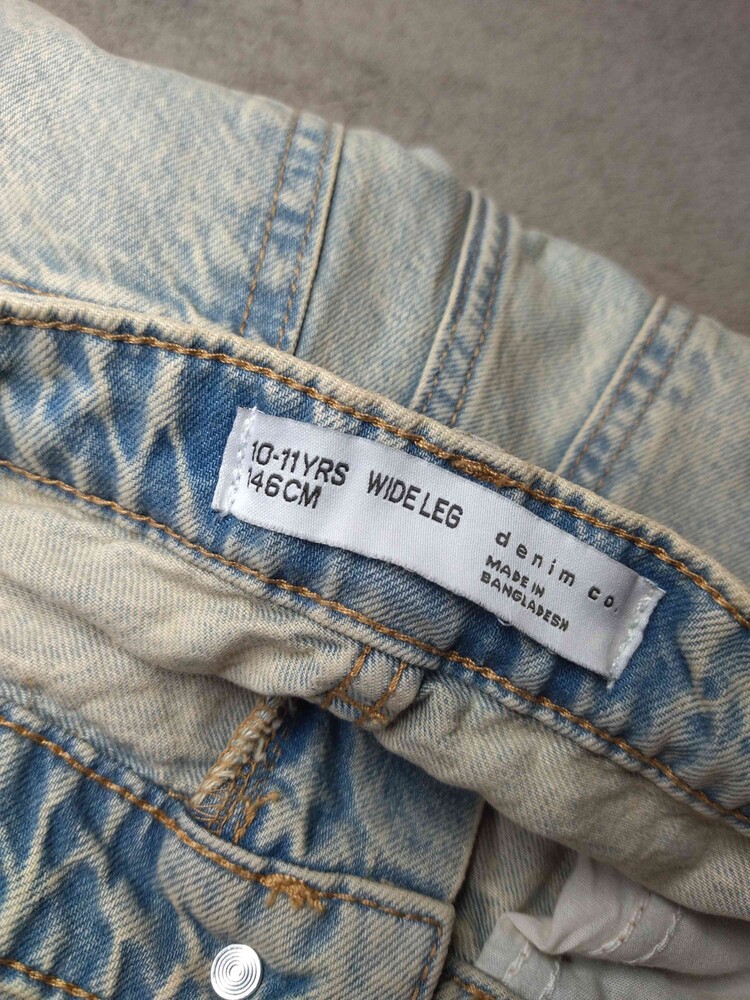 10-11YRS
146CM
WIDE LEG
denim co.
MADE IN
BANGLADESH